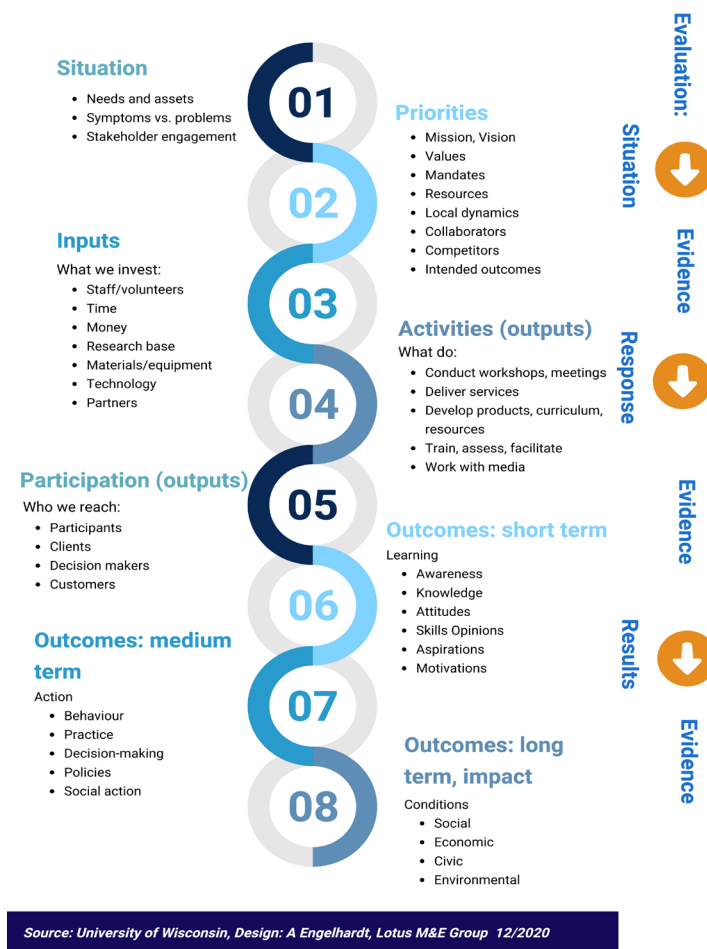 Situation
Needs and assets
Symptoms vs. problems
Stakeholder engagement
01
Priorities
Mission, Vision
Values
Mandates
Resources
Local dynamics
Collaborators
Competitors
Intended outcomes
02
Inputs
What we invest:
Staff/volunteers
Time
Money
Research base
Materials/equipment
Technology
Partners
03
Activities (outputs)
What do:
Conduct workshops, meetings
Deliver services
Develop products, curriculum,
resources
Train, assess, facilitate
Work with media
04
Participation (outputs)
Who we reach:
Participants
Clients
Decision makers
Customers
05
Outcomes: short term
Learning
Awareness
Knowledge
Attitudes
Skills Opinions
Aspirations
Motivations
06
Outcomes: medium
term
Action
Behaviour
Practice
Decision-making
Policies
Social action
07
Outcomes: long
term, impact
Conditions
Social
Economic
Civic
Environmental
08
Evaluation:
Situation
Evidence
Response
Evidence
Results
Evidence
Source: University of Wisconsin, Design: A Engelhardt, Lotus M&E Group 12/2020